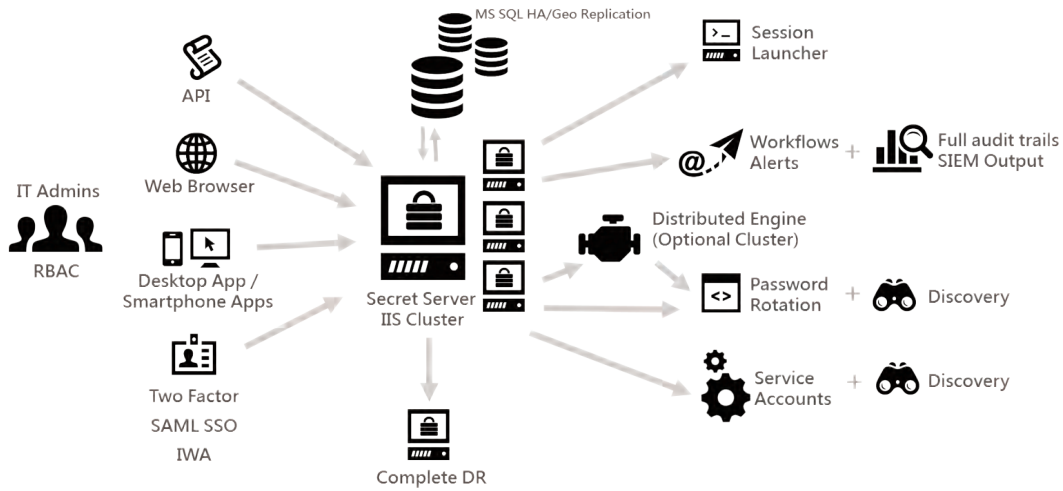 MS SQL HA/Geo Replication
API
Web Browser
IT Admins
RBAC
Desktop App /
Smartphone Apps
Two Factor
SAML SSO
IWA
Secret Server
IIS Cluster
Complete DR
>_
Session
Launcher
@
Workflows
Alerts
+
Full audit trails
SIEM Output
Distributed Engine
(Optional Cluster)
<>
Password
Rotation
+
Discovery
Service
Accounts
+
Discovery